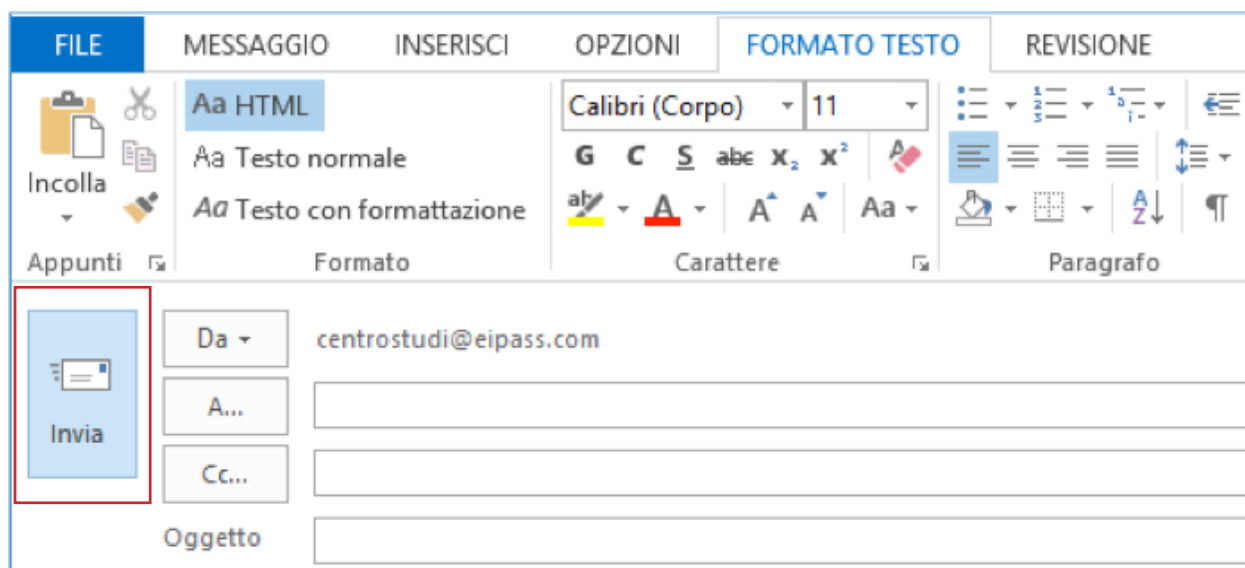 FILE MESSAGGIO INSERISCI OPZIONI FORMATO TESTO REVISIONE
Aa HTML Calibri (Corpo) 11
Aa Testo normale G C S abc X₂ X²
Incolla
Aa Testo con formattazione ab A A A Aa A Z ¶
Appunti Formato Carattere Paragrafo
Da centrostudi@eipass.com
A...
Invia
Cc...
Oggetto